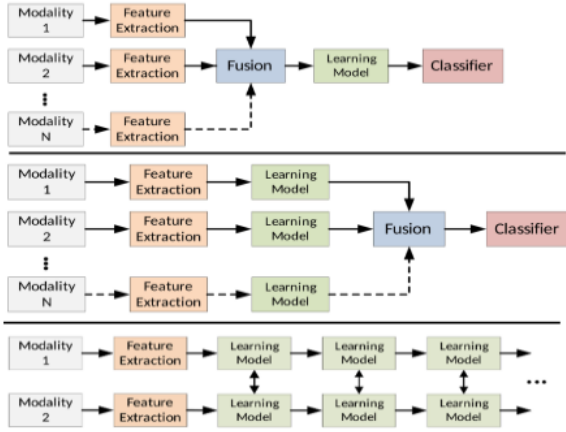 Modality
1
Feature
Extraction
Modality
2
Feature
Extraction
Fusion
Learning
Model
Classifier
Modality
N
Feature
Extraction
Modality
1
Feature
Extraction
Learning
Model
Modality
2
Feature
Extraction
Learning
Model
Fusion
Classifier
Modality
N
Feature
Extraction
Learning
Model
Modality
1
Feature
Extraction
Learning
Model
Learning
Model
Learning
Model
...
Modality
2
Feature
Extraction
Learning
Model
Learning
Model
Learning
Model